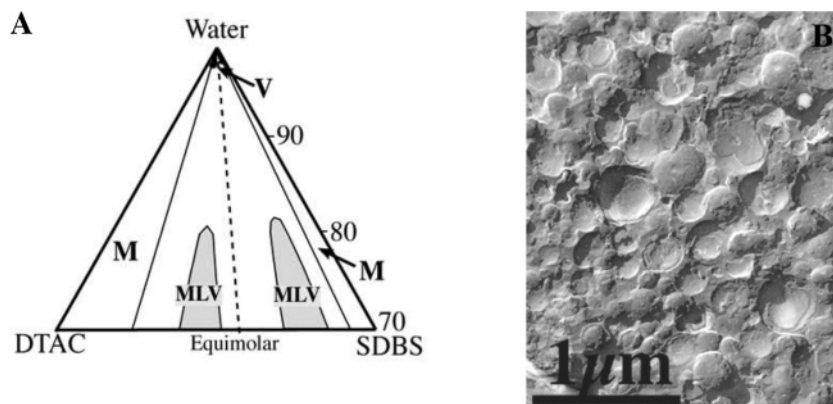 A
Water
V
90
80
M
M
MLV
MLV
70
DTAC
Equimolar
SDBS
B
1μm